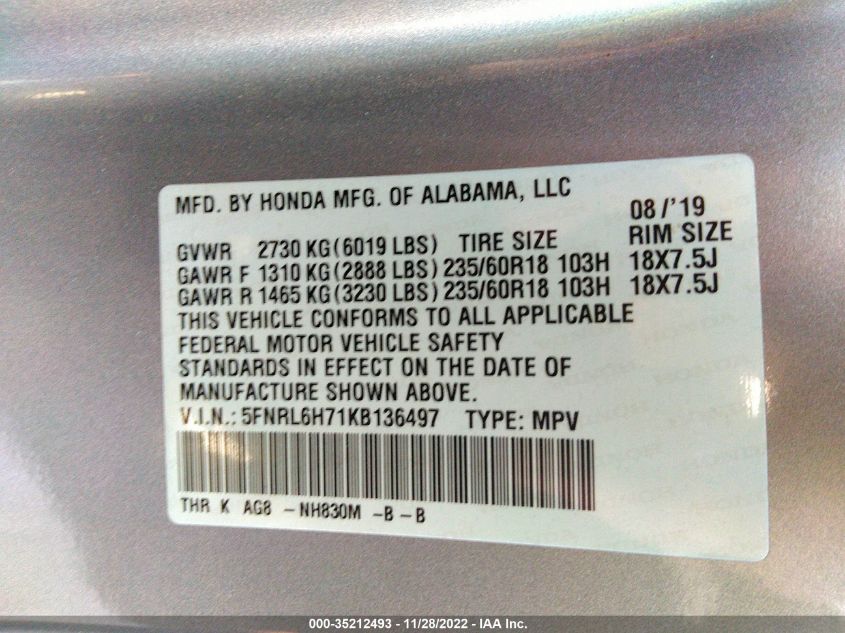 MFD. BY HONDA MFG. OF ALABAMA, LLC
08/'19
GVWR 2730 KG(6019 LBS) TIRE SIZE RIM SIZE
GAWR F 1310 KG(2888 LBS) 235/60R18 103H 18X7.5J
GAWR R 1465 KG(3230 LBS) 235/60R18 103H 18X7.5J
THIS VEHICLE CONFORMS TO ALL APPLICABLE
FEDERAL MOTOR VEHICLE SAFETY
STANDARDS IN EFFECT ON THE DATE OF
MANUFACTURE SHOWN ABOVE.
V.I.N.: 5FNRL6H71KB136497 TYPE: MPV
THR K AG8 -NH830M -B-B
000-35212493 - 11/28/2022 - IAA Inc.